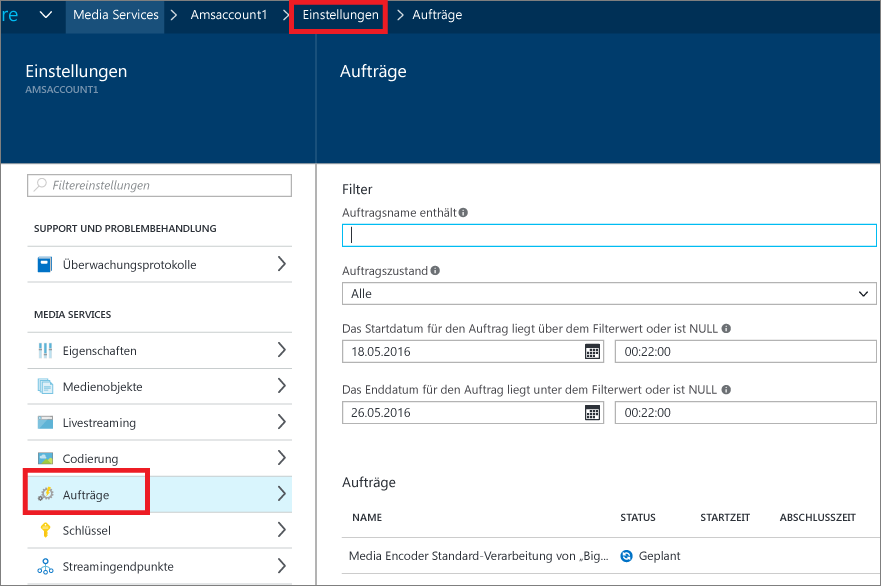 re Media Services Amsaccount1 Einstellungen Aufträge
Einstellungen
AMSACCOUNT1
Filtereinstellungen
SUPPORT UND PROBLEMBEHANDLUNG
Überwachungsprotokolle
MEDIA SERVICES
Eigenschaften
Medienobjekte
Livestreaming
Codierung
Aufträge
Schlüssel
Streamingendpunkte
Aufträge
Filter
Auftragsname enthält
Auftragszustand
Alle
Das Startdatum für den Auftrag liegt über dem Filterwert oder ist NULL
18.05.2016 00:22:00
Das Enddatum für den Auftrag liegt unter dem Filterwert oder ist NULL
26.05.2016 00:22:00
Aufträge
NAME STATUS STARTZEIT ABSCHLUSSZEIT
Media Encoder Standard-Verarbeitung von „Big... Geplant